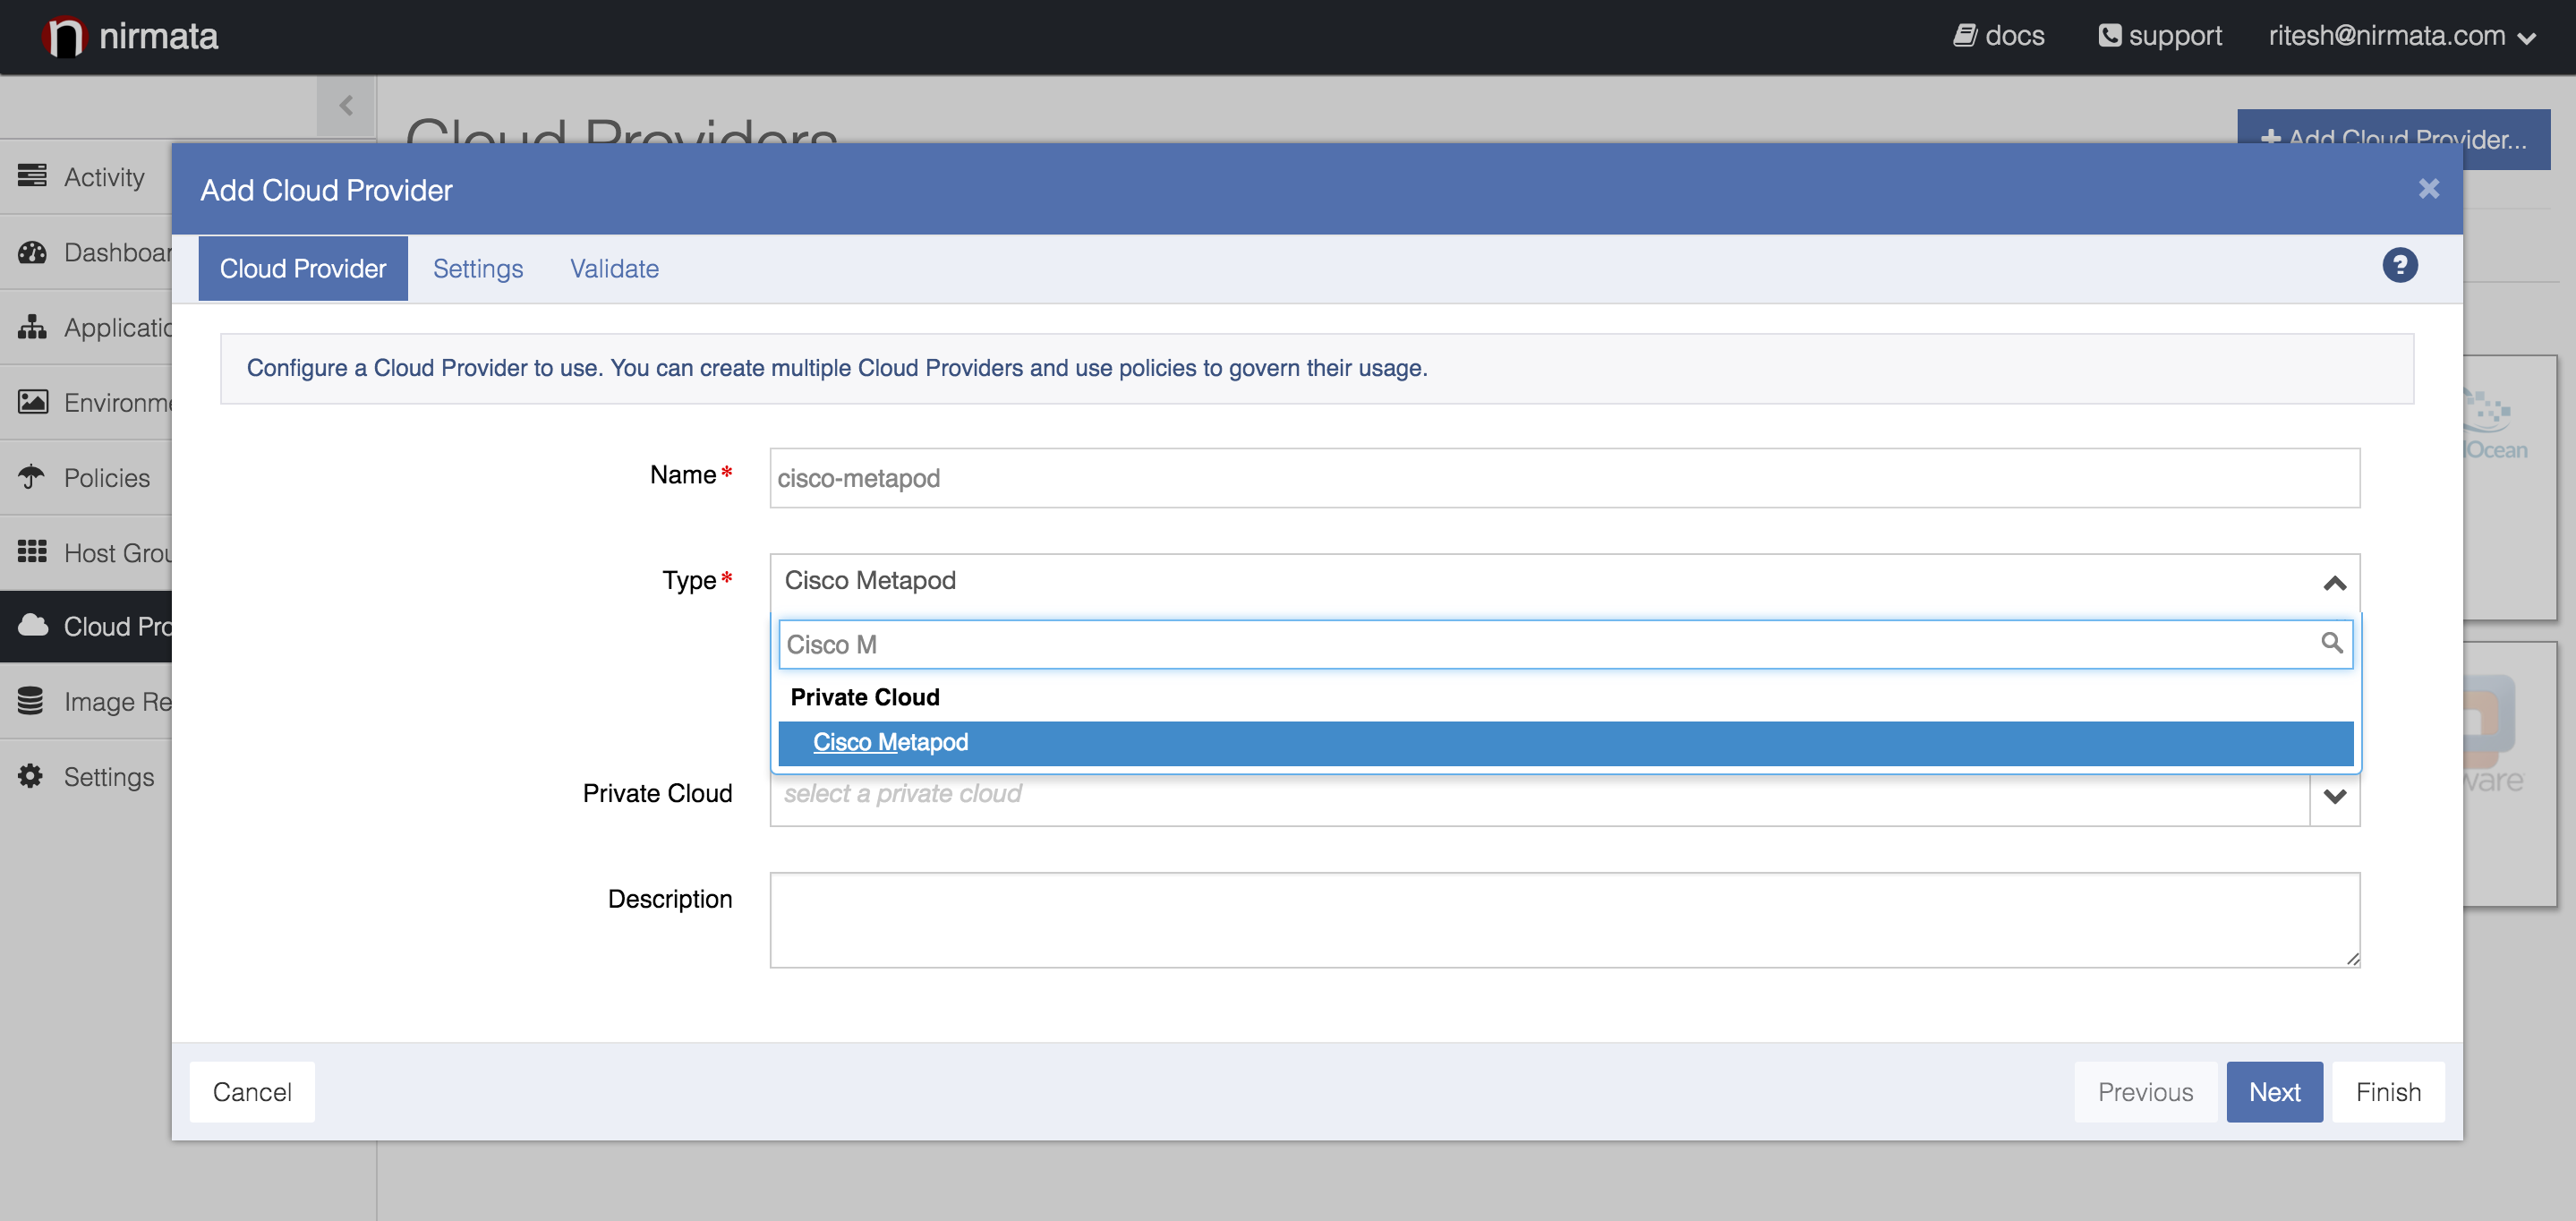 nirmata
docs support ritesh@nirmata.com
Cloud Providers
Add Cloud Provider...
Activity
Dashboar
Applicatio
Environme
Policies
Host Grou
Cloud Pro
Image Re
Settings
Add Cloud Provider
Cloud Provider Settings Validate
Configure a Cloud Provider to use. You can create multiple Cloud Providers and use policies to govern their usage.
Name* cisco-metapod
Type* Cisco Metapod
Cisco M
Private Cloud
Cisco Metapod
Private Cloud select a private cloud
Description
Cancel Previous Next Finish
Ocean
ware